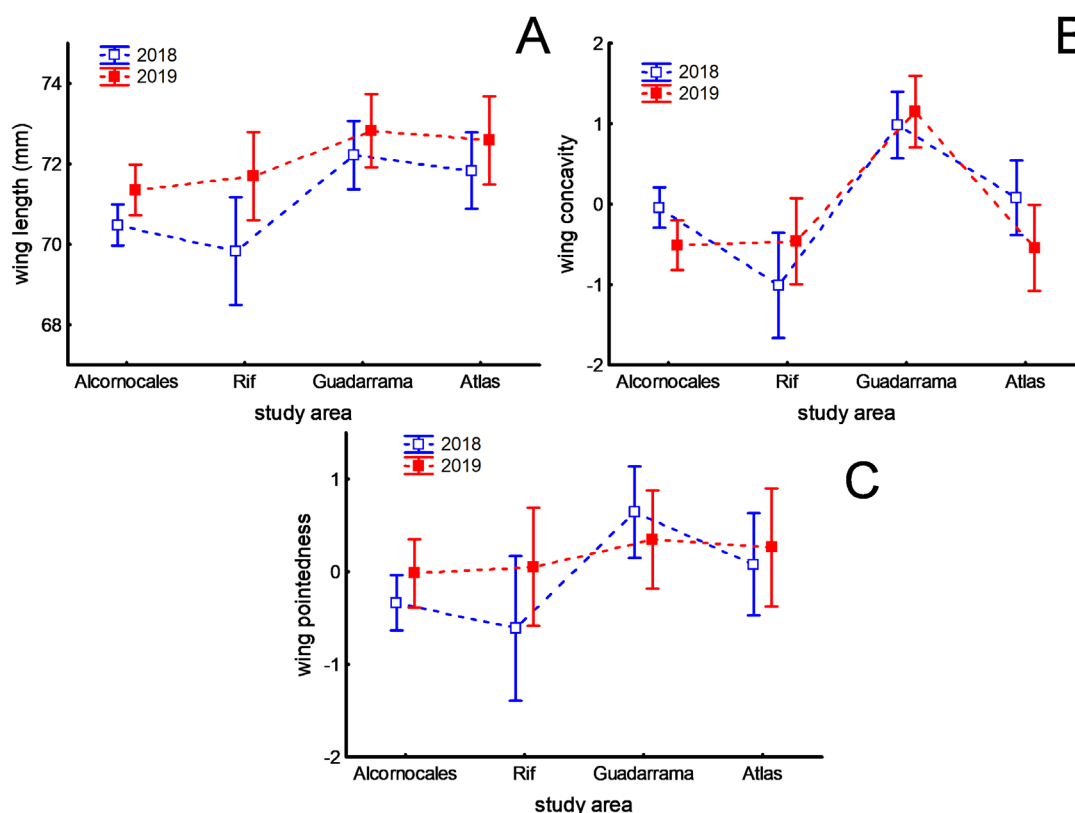 A
2018
2019
wing length (mm)
74
72
70
68
Alcornocales Rif Guadarrama Atlas
study area
B
2018
2019
wing concavity
2
1
0
-1
-2
Alcornocales Rif Guadarrama Atlas
study area
C
2018
2019
wing pointedness
1
0
-1
-2
Alcornocales Rif Guadarrama Atlas
study area